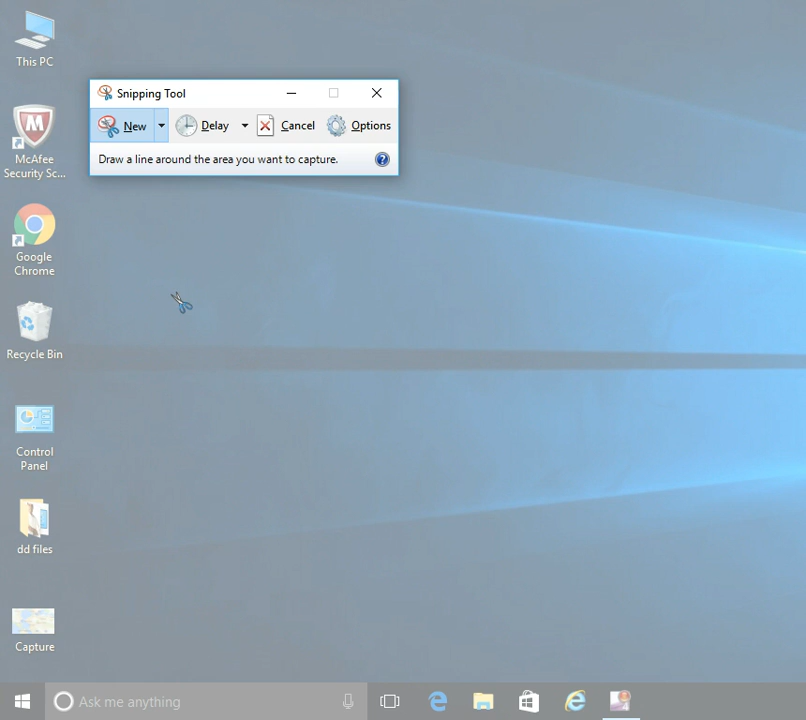 This PC
McAfee
Security Sc...
Google
Chrome
Recycle Bin
Control
Panel
dd files
Capture
Snipping Tool
New
Delay
Cancel
Options
Draw a line around the area you want to capture.
Ask me anything